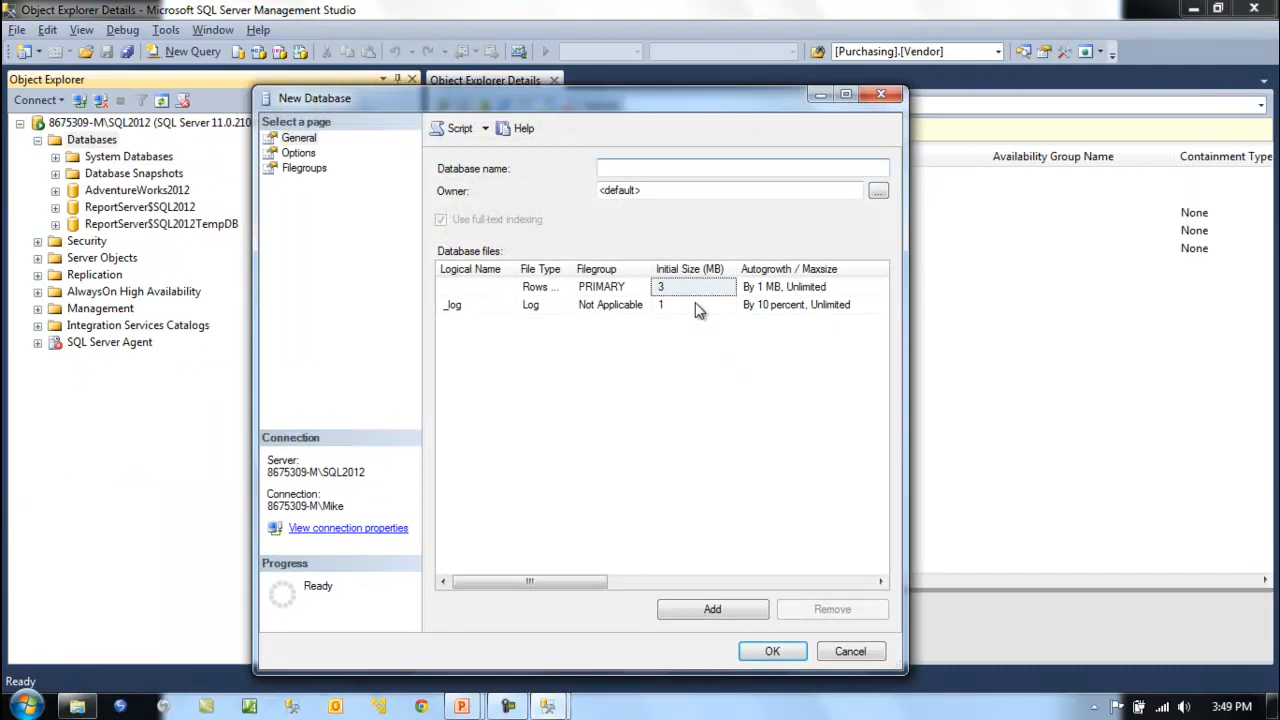 Object Explorer Details - Microsoft SQL Server Management Studio
File Edit View Debug Tools Window Help
New Query [Purchasing].[Vendor]
Object Explorer
Connect
8675309-M\SQL2012 (SQL Server 11.0.210
Databases
System Databases
Database Snapshots
AdventureWorks2012
ReportServer$SQL2012
ReportServer$SQL2012TempDB
Security
Server Objects
Replication
AlwaysOn High Availability
Management
Integration Services Catalogs
SQL Server Agent
Object Explorer Details
New Database
Select a page
General
Options
Filegroups
Connection
Server:
8675309-M\SQL2012
Connection:
8675309-M\Mike
View connection properties
Progress
Ready
Script Help
Database name:
Owner: <default> ...
Use full-text indexing
Database files:
Logical Name File Type Filegroup Initial Size (MB) Autogrowth / Maxsize
Rows ... PRIMARY 3 By 1 MB, Unlimited
_log Log Not Applicable 1 By 10 percent, Unlimited
Add Remove
OK Cancel
Availability Group Name Containment Type
None
None
None
Ready
3:49 PM